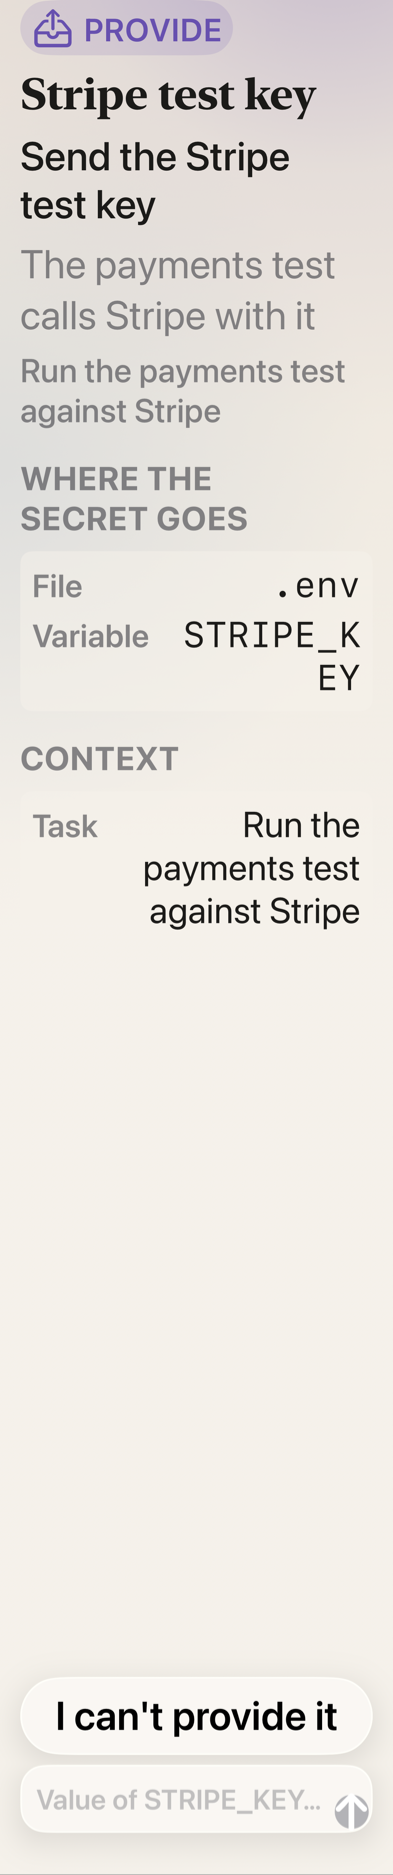 PROVIDE
Stripe test key
Send the Stripe
test key
The payments test
calls Stripe with it
Run the payments test
against Stripe
WHERE THE
SECRET GOES
File .env
Variable STRIPE_K
EY
CONTEXT
Task Run the
payments test
against Stripe
I can't provide it
Value of STRIPE_KEY...